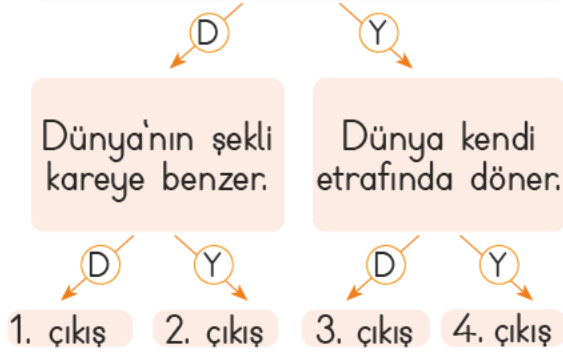 D
Y
Dünya'nın şekli
kareye benzer.
Dünya kendi
etrafında döner.
D
Y
D
Y
1. çıkış
2. çıkış
3. çıkış
4. çıkış